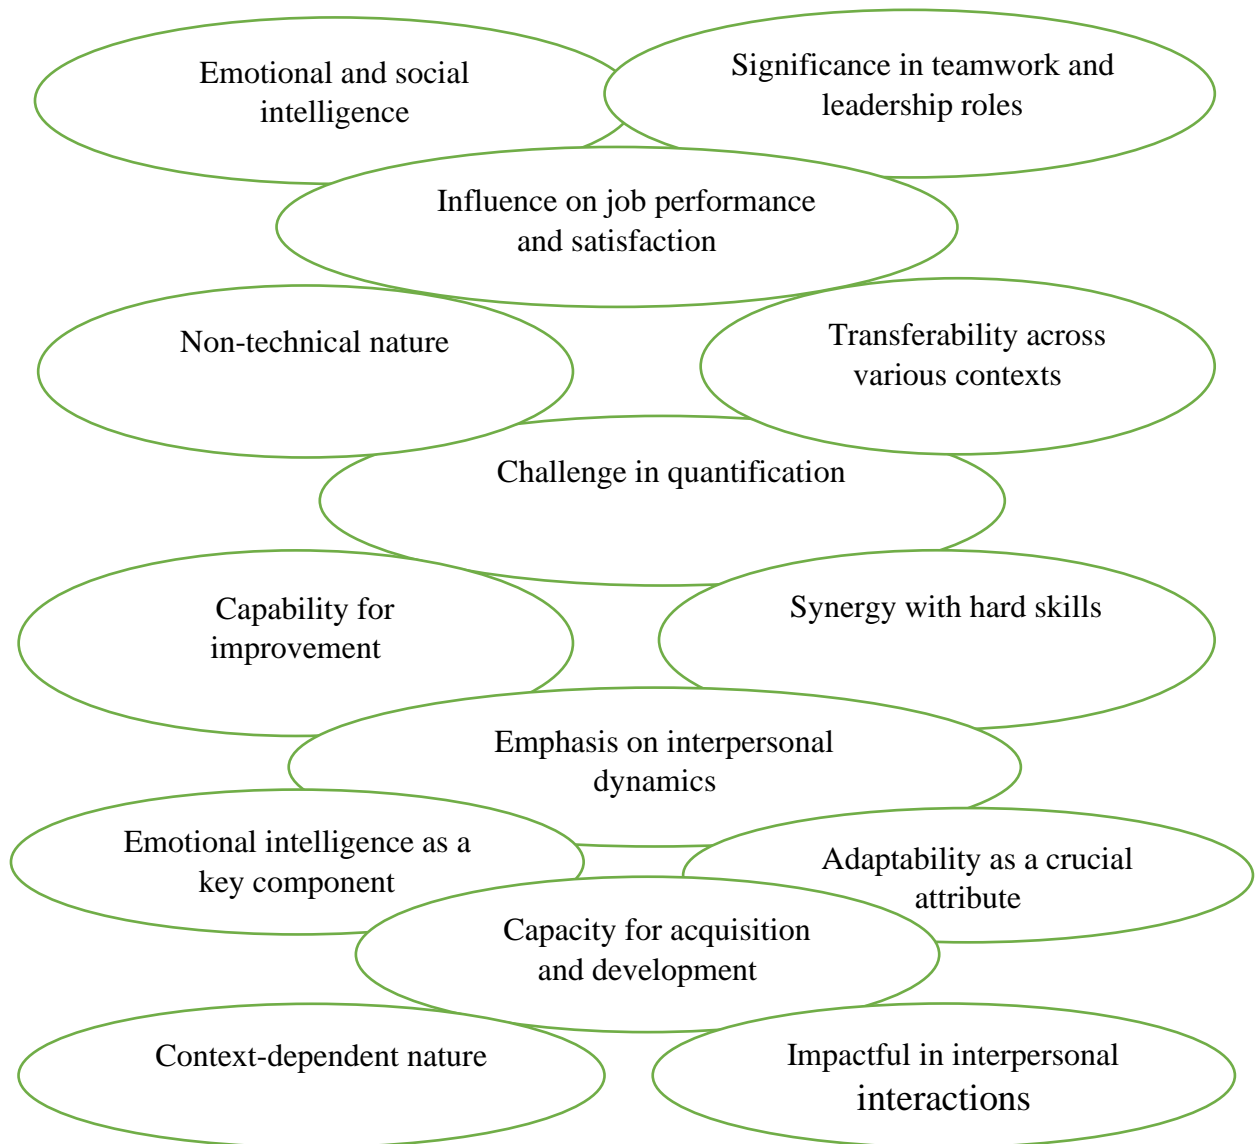 Emotional and social
intelligence
Significance in teamwork and
leadership roles
Influence on job performance
and satisfaction
Non-technical nature
Transferability across
various contexts
Challenge in quantification
Capability for
improvement
Synergy with hard skills
Emphasis on interpersonal
dynamics
Emotional intelligence as a
key component
Adaptability as a crucial
attribute
Capacity for acquisition
and development
Context-dependent nature
Impactful in interpersonal
interactions